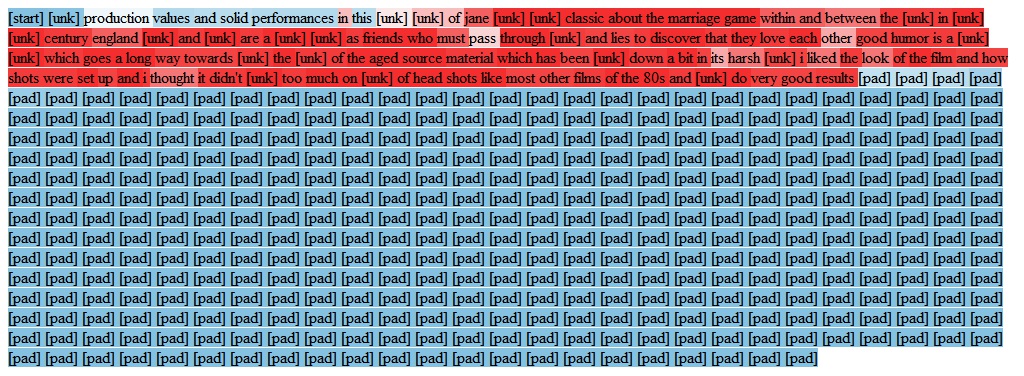 [start] [unk] production values and solid performances in this [unk] [unk] of jane [unk] [unk] classic about the marriage game within and between the [unk] in [unk]
[unk] century england [unk] and [unk] are a [unk] [unk] as friends who must pass through [unk] and lies to discover that they love each other good humor is a [unk]
[unk] which goes a long way towards [unk] the [unk] of the aged source material which has been [unk] down a bit in its harsh [unk] i liked the look of the film and how
shots were set up and i thought it didn't [unk] too much on [unk] of head shots like most other films of the 80s and [unk] do very good results [pad] [pad] [pad] [pad]
[pad] [pad] [pad] [pad] [pad] [pad] [pad] [pad] [pad] [pad] [pad] [pad] [pad] [pad] [pad] [pad] [pad] [pad] [pad] [pad] [pad] [pad] [pad] [pad] [pad] [pad] [pad]
[pad] [pad] [pad] [pad] [pad] [pad] [pad] [pad] [pad] [pad] [pad] [pad] [pad] [pad] [pad] [pad] [pad] [pad] [pad] [pad] [pad] [pad] [pad] [pad] [pad] [pad] [pad]
[pad] [pad] [pad] [pad] [pad] [pad] [pad] [pad] [pad] [pad] [pad] [pad] [pad] [pad] [pad] [pad] [pad] [pad] [pad] [pad] [pad] [pad] [pad] [pad] [pad] [pad] [pad]
[pad] [pad] [pad] [pad] [pad] [pad] [pad] [pad] [pad] [pad] [pad] [pad] [pad] [pad] [pad] [pad] [pad] [pad] [pad] [pad] [pad] [pad] [pad] [pad] [pad] [pad] [pad]
[pad] [pad] [pad] [pad] [pad] [pad] [pad] [pad] [pad] [pad] [pad] [pad] [pad] [pad] [pad] [pad] [pad] [pad] [pad] [pad] [pad] [pad] [pad] [pad] [pad] [pad] [pad]
[pad] [pad] [pad] [pad] [pad] [pad] [pad] [pad] [pad] [pad] [pad] [pad] [pad] [pad] [pad] [pad] [pad] [pad] [pad] [pad] [pad] [pad] [pad] [pad] [pad] [pad] [pad]
[pad] [pad] [pad] [pad] [pad] [pad] [pad] [pad] [pad] [pad] [pad] [pad] [pad] [pad] [pad] [pad] [pad] [pad] [pad] [pad] [pad] [pad] [pad] [pad] [pad] [pad] [pad]
[pad] [pad] [pad] [pad] [pad] [pad] [pad] [pad] [pad] [pad] [pad] [pad] [pad] [pad] [pad] [pad] [pad] [pad] [pad] [pad] [pad] [pad] [pad] [pad] [pad] [pad] [pad]
[pad] [pad] [pad] [pad] [pad] [pad] [pad] [pad] [pad] [pad] [pad] [pad] [pad] [pad] [pad] [pad] [pad] [pad] [pad] [pad] [pad] [pad] [pad] [pad] [pad] [pad] [pad]
[pad] [pad] [pad] [pad] [pad] [pad] [pad] [pad] [pad] [pad] [pad] [pad] [pad] [pad] [pad] [pad] [pad] [pad] [pad] [pad] [pad] [pad] [pad] [pad] [pad] [pad] [pad]
[pad] [pad] [pad] [pad] [pad] [pad] [pad] [pad] [pad] [pad] [pad] [pad] [pad] [pad] [pad] [pad] [pad] [pad] [pad] [pad] [pad] [pad] [pad] [pad] [pad] [pad] [pad]
[pad] [pad] [pad] [pad] [pad] [pad] [pad] [pad] [pad] [pad] [pad] [pad] [pad] [pad] [pad] [pad] [pad] [pad] [pad] [pad] [pad] [pad] [pad] [pad] [pad] [pad] [pad]
[pad] [pad] [pad] [pad] [pad] [pad] [pad] [pad] [pad] [pad] [pad] [pad] [pad] [pad] [pad] [pad] [pad] [pad] [pad] [pad] [pad] [pad] [pad] [pad] [pad] [pad] [pad]
[pad] [pad] [pad] [pad] [pad] [pad] [pad] [pad] [pad] [pad] [pad] [pad] [pad] [pad] [pad] [pad] [pad] [pad] [pad] [pad] [pad] [pad]